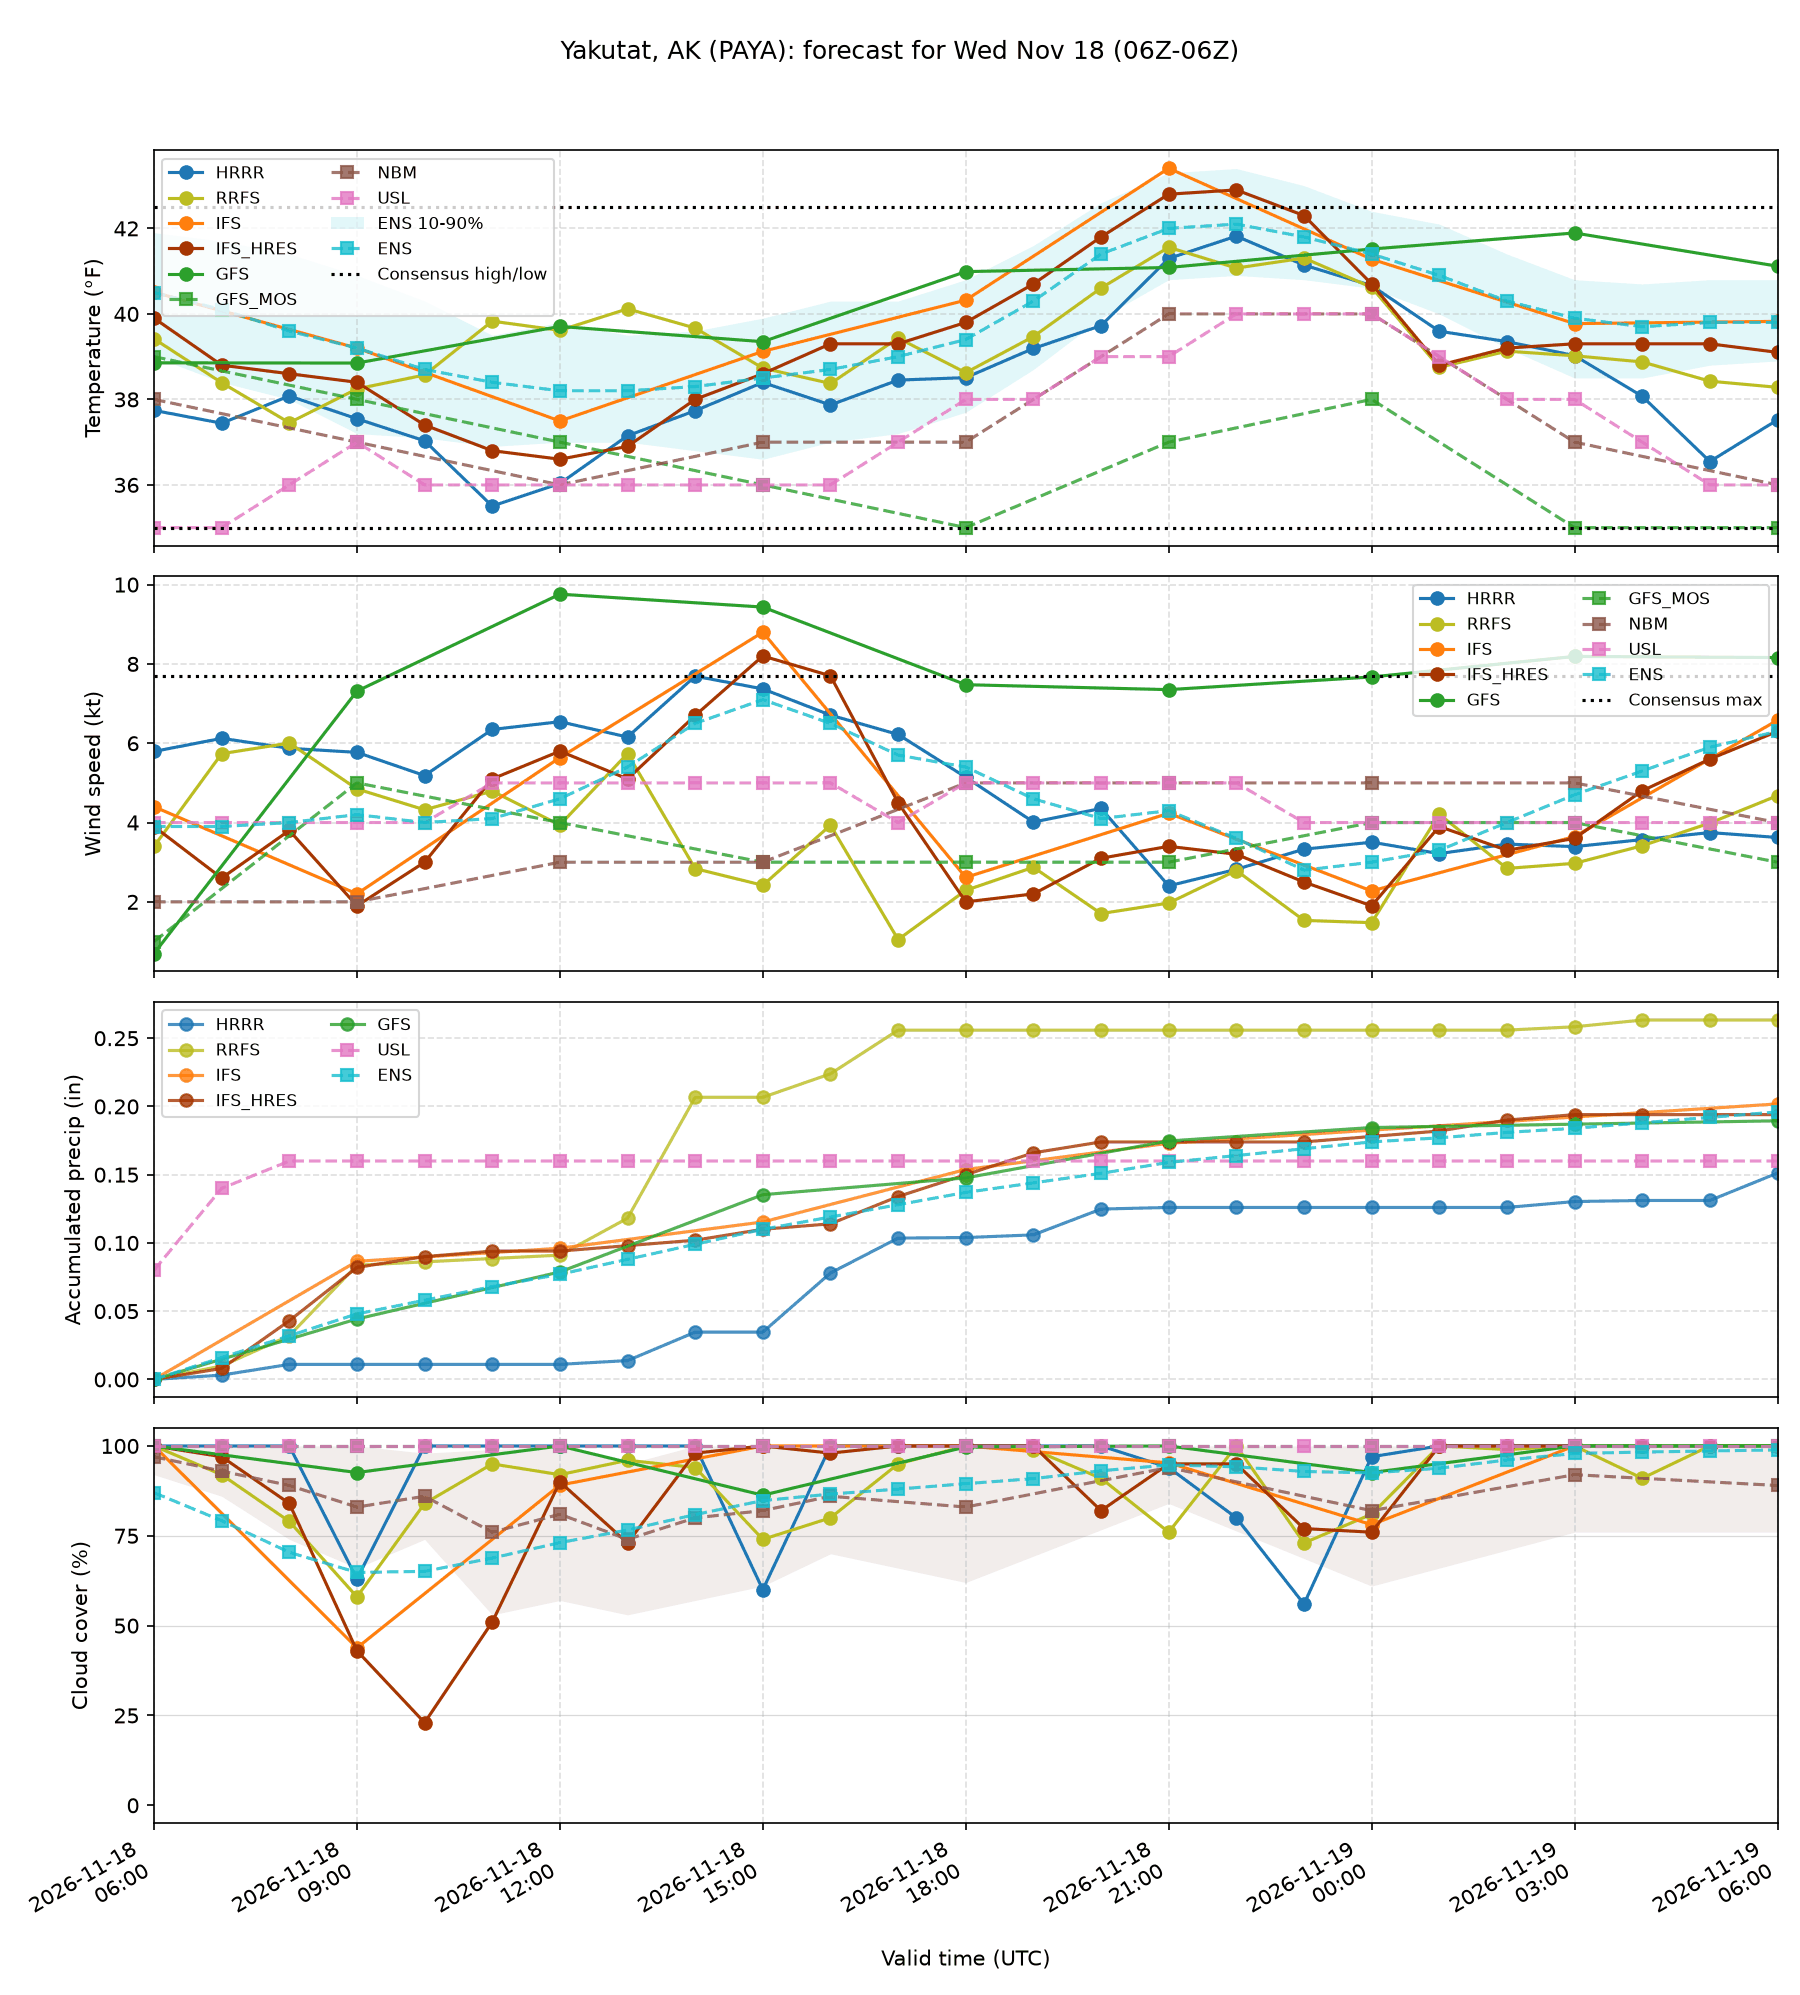 Yakutat, AK (PAYA): forecast for Wed Nov 18 (06Z-06Z)
Temperature (°F)
42
40
38
36
HRRR
RRFS
IFS
IFS_HRES
GFS
GFS_MOS
NBM
USL
ENS 10-90%
ENS
Consensus high/low
Wind speed (kt)
10
8
6
4
2
HRRR
RRFS
IFS
IFS_HRES
GFS
GFS_MOS
NBM
USL
ENS
Consensus max
Accumulated precip (in)
0.25
0.20
0.15
0.10
0.05
0.00
HRRR
RRFS
IFS
IFS_HRES
GFS
USL
ENS
Cloud cover (%)
100
75
50
25
0
2026-11-18
06:00
2026-11-18
09:00
2026-11-18
12:00
2026-11-18
15:00
2026-11-18
18:00
2026-11-18
21:00
2026-11-19
00:00
2026-11-19
03:00
2026-11-19
06:00
Valid time (UTC)